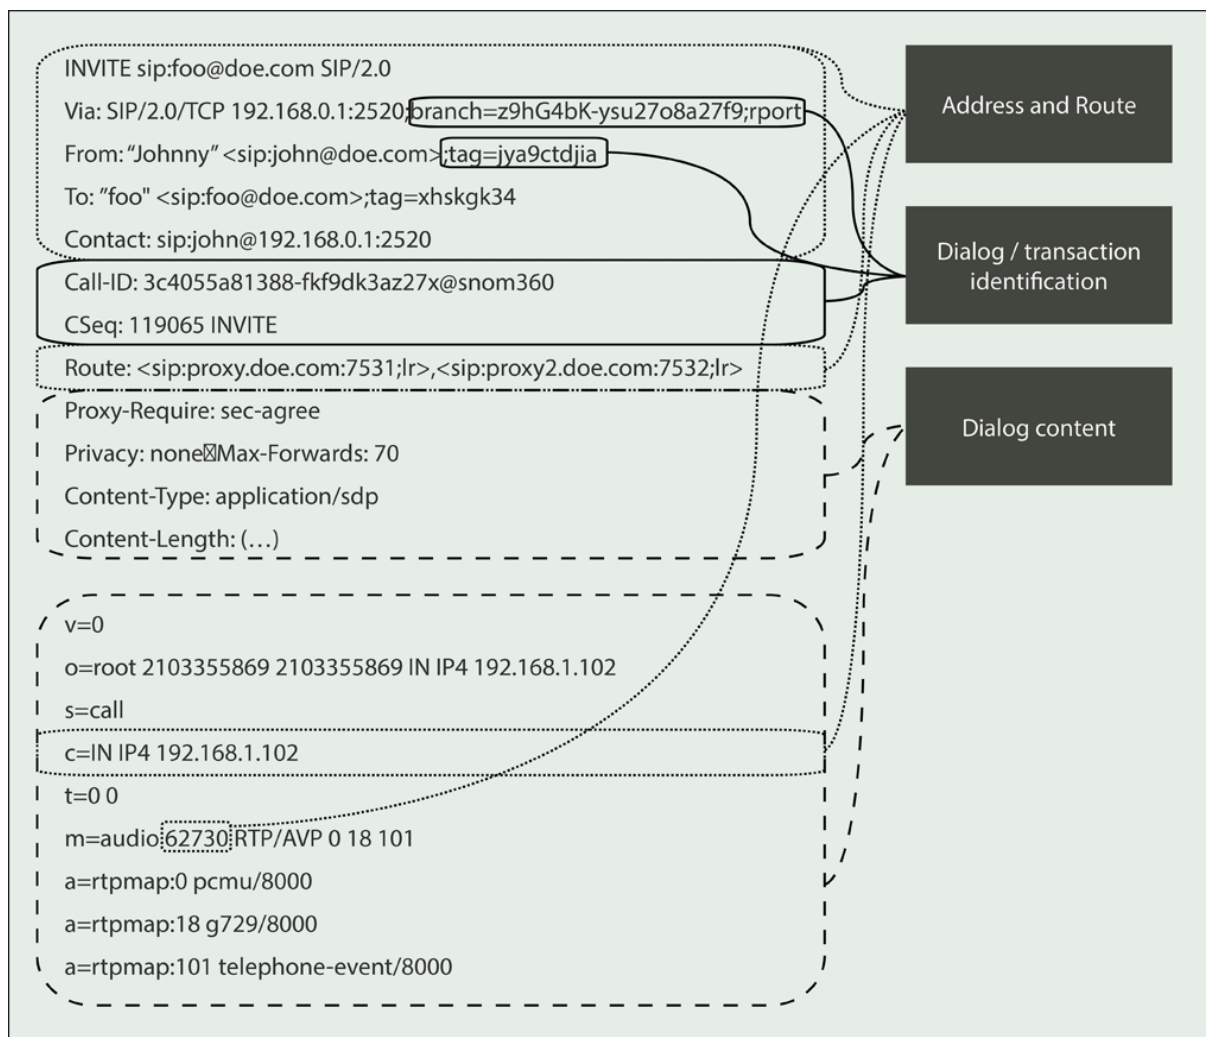 INVITE sip:foo@doe.com SIP/2.0
Via: SIP/2.0/TCP 192.168.0.1:2520;branch=z9hG4bK-ysu27o8a27f9;rport
From: “Johnny” <sip:john@doe.com>;tag=jya9ctdjia
To: ”foo" <sip:foo@doe.com>;tag=xhskgk34
Contact: sip:john@192.168.0.1:2520
Call-ID: 3c4055a81388-fkf9dk3az27x@snom360
CSeq: 119065 INVITE
Route: <sip:proxy.doe.com:7531;lr>,<sip:proxy2.doe.com:7532;lr>
Proxy-Require: sec-agree
Privacy: none☒Max-Forwards: 70
Content-Type: application/sdp
Content-Length: (…)
v=0
o=root 2103355869 2103355869 IN IP4 192.168.1.102
s=call
c=IN IP4 192.168.1.102
t=0 0
m=audio 62730 RTP/AVP 0 18 101
a=rtpmap:0 pcmu/8000
a=rtpmap:18 g729/8000
a=rtpmap:101 telephone-event/8000
Address and Route
Dialog / transaction
identification
Dialog content